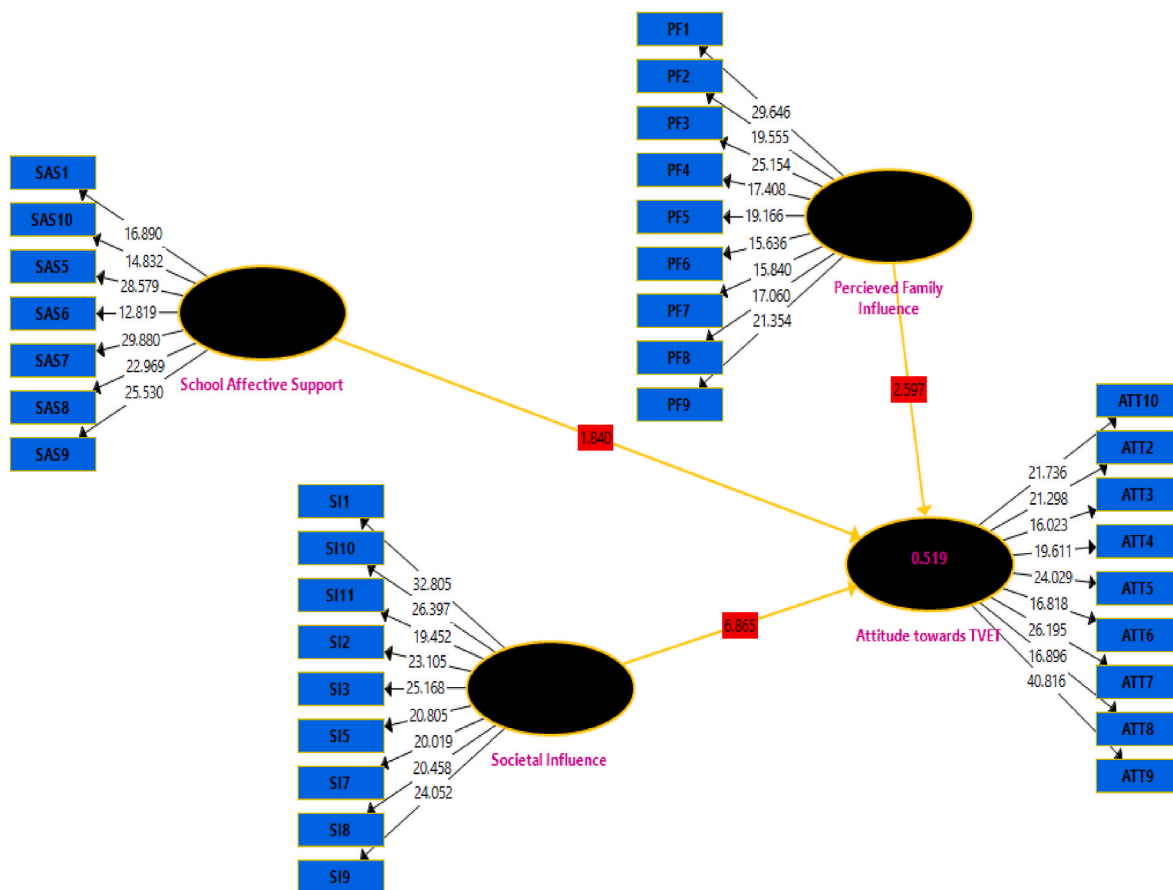 PF1
PF2
PF3
PF4
PF5
PF6
PF7
PF8
PF9
29.646
19.555
25.154
17.408
19.166
15.636
15.840
17.060
21.354
Percieved Family
Influence
SAS1
SAS10
SAS5
SAS6
SAS7
SAS8
SAS9
16.890
14.832
28.579
12.819
29.880
22.969
25.530
School Affective Support
1.840
2.597
6.865
SI1
SI10
SI11
SI2
SI3
SI5
SI7
SI8
SI9
32.805
26.397
19.452
23.105
25.168
20.805
20.019
20.458
24.052
Societal Influence
0.519
Attitude towards TVET
21.736
21.298
16.023
19.611
24.029
16.818
26.195
16.896
40.816
ATT10
ATT2
ATT3
ATT4
ATT5
ATT6
ATT7
ATT8
ATT9